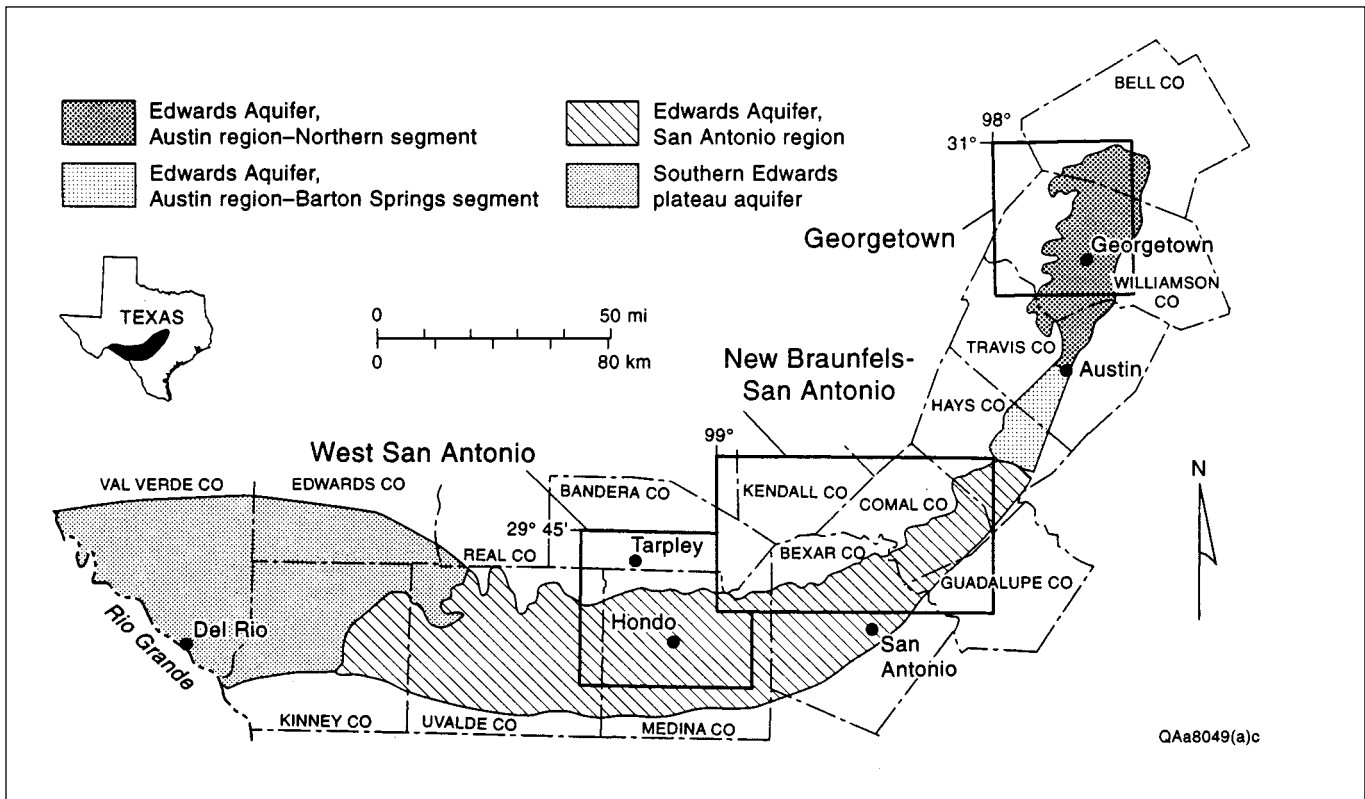 Edwards Aquifer,
Austin region–Northern segment
Edwards Aquifer,
Austin region–Barton Springs segment
Edwards Aquifer,
San Antonio region
Southern Edwards
plateau aquifer
TEXAS
0
50 mi
0
80 km
BELL CO
98°
31°
Georgetown
Georgetown
WILLIAMSON
CO
TRAVIS CO
Austin
New Braunfels-
San Antonio
HAYS CO
99°
West San Antonio
VAL VERDE CO
EDWARDS CO
BANDERA CO
KENDALL CO
COMAL CO
N
29° 45'
REAL CO
Tarpley
BEXAR CO
GUADALUPE CO
Del Rio
Rio Grande
Hondo
San
Antonio
KINNEY CO
UVALDE CO
MEDINA CO
QAa8049(a)c